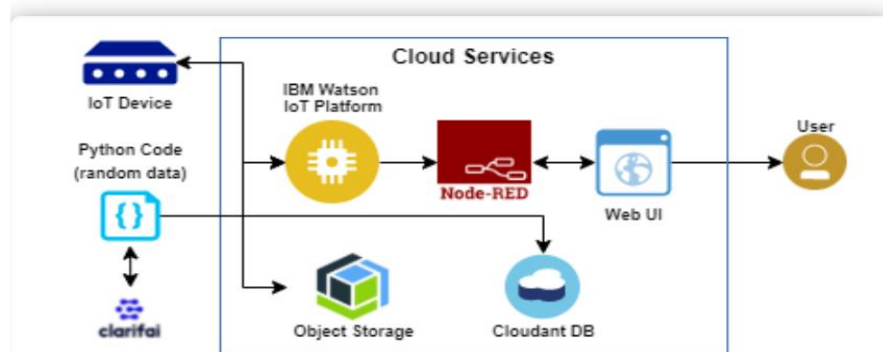 Cloud Services
IoT Device
IBM Watson
IoT Platform
Python Code
(random data)
Node-RED
Web UI
User
clarifai
Object Storage
Cloudant DB